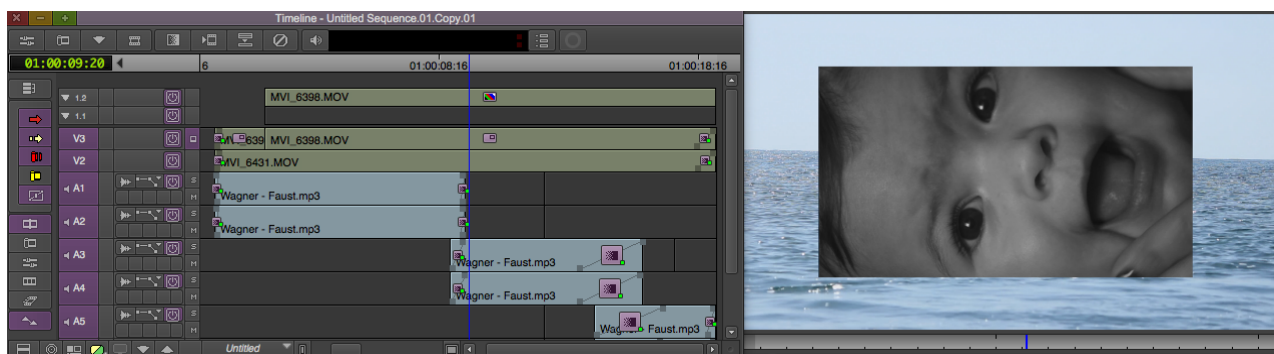 Timeline - Untitled Sequence.01.Copy.01
01:00:09:20
6
01:00:08:16
01:00:18:16
1.2
MVI_6398.MOV
1.1
V3
MVI_6398.MOV
V2
MVI_6431.MOV
A1
S
M
Wagner - Faust.mp3
A2
S
M
Wagner - Faust.mp3
A3
S
M
Wagner - Faust.mp3
A4
S
M
Wagner - Faust.mp3
A5
S
M
Faust.mp3
Untitled